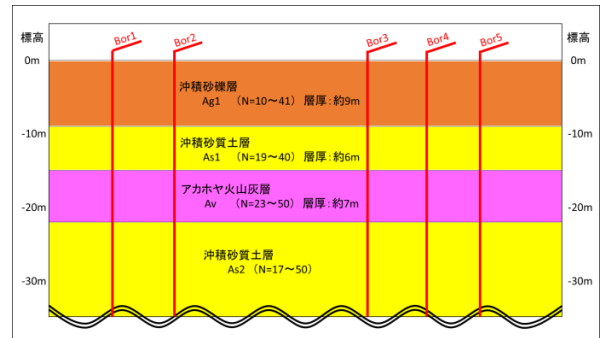 標高
標高
Bor1
Bor2
Bor3
Bor4
Bor5
0m
0m
沖積砂礫層
Ag1 (N=10~41) 層厚:約9m
-10m
-10m
沖積砂質土層
As1 (N=19~40) 層厚:約6m
アカホヤ火山灰層
Av (N=23~50) 層厚:約7m
-20m
-20m
沖積砂質土層
As2 (N=17~50)
-30m
-30m